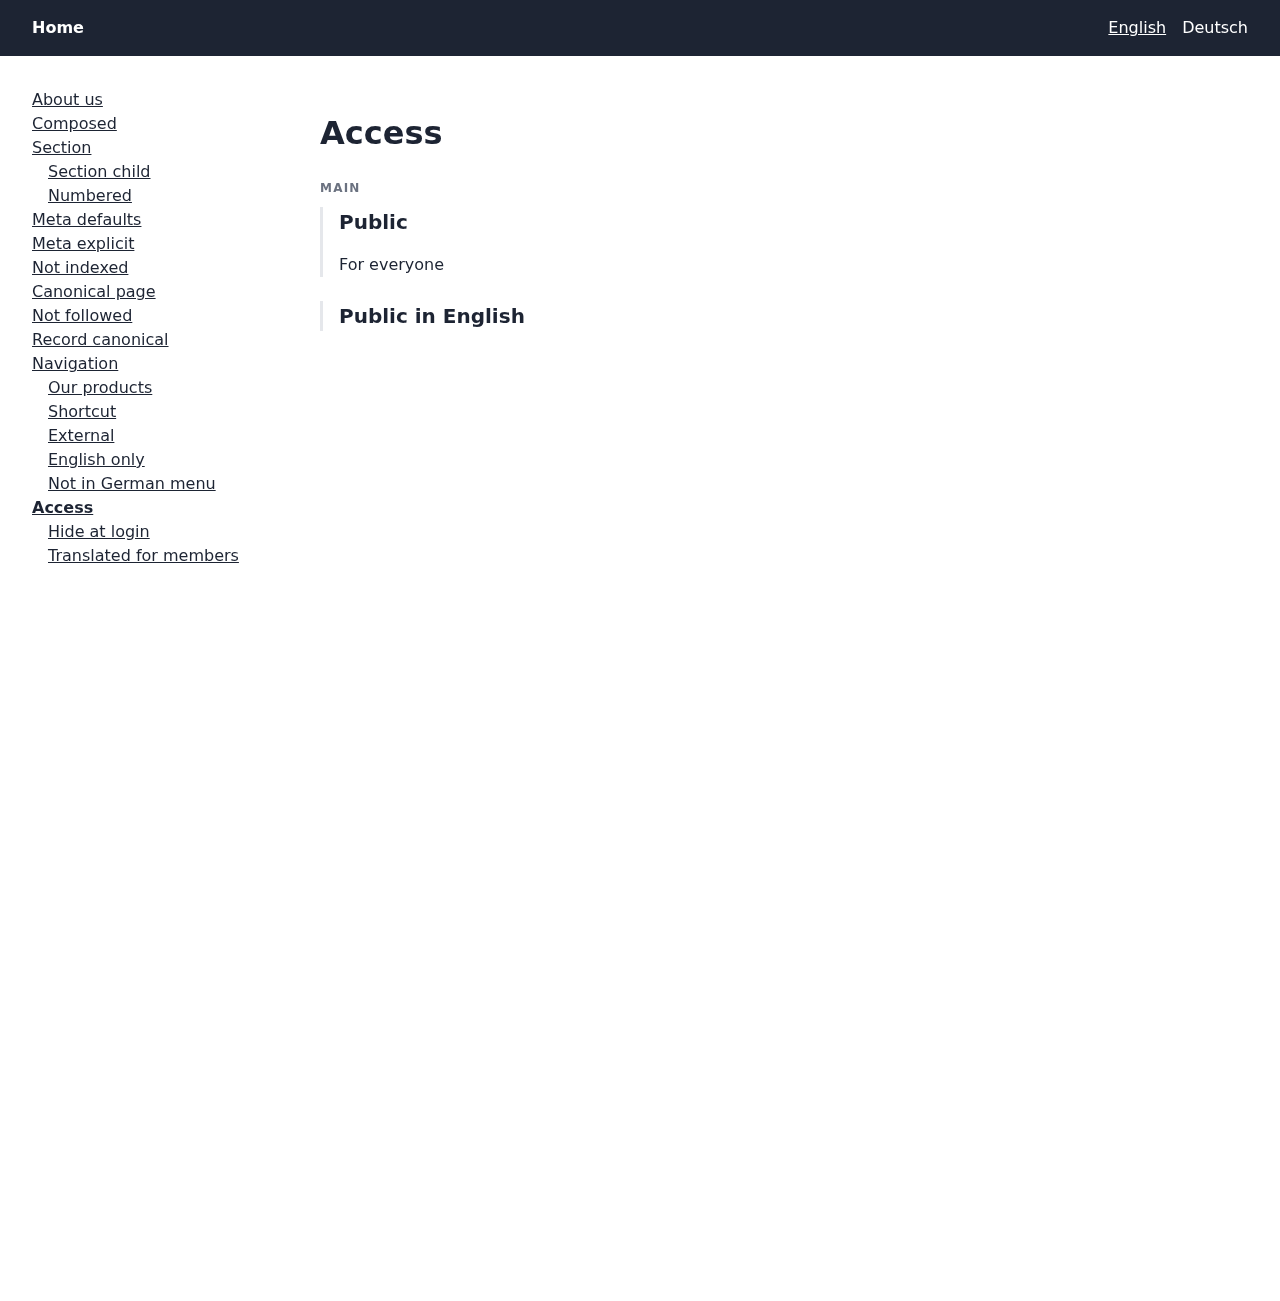 Home
English Deutsch
About us
Composed
Section
Section child
Numbered
Meta defaults
Meta explicit
Not indexed
Canonical page
Not followed
Record canonical
Navigation
Our products
Shortcut
External
English only
Not in German menu
Access
Hide at login
Translated for members
Access
MAIN
Public
For everyone
Public in English